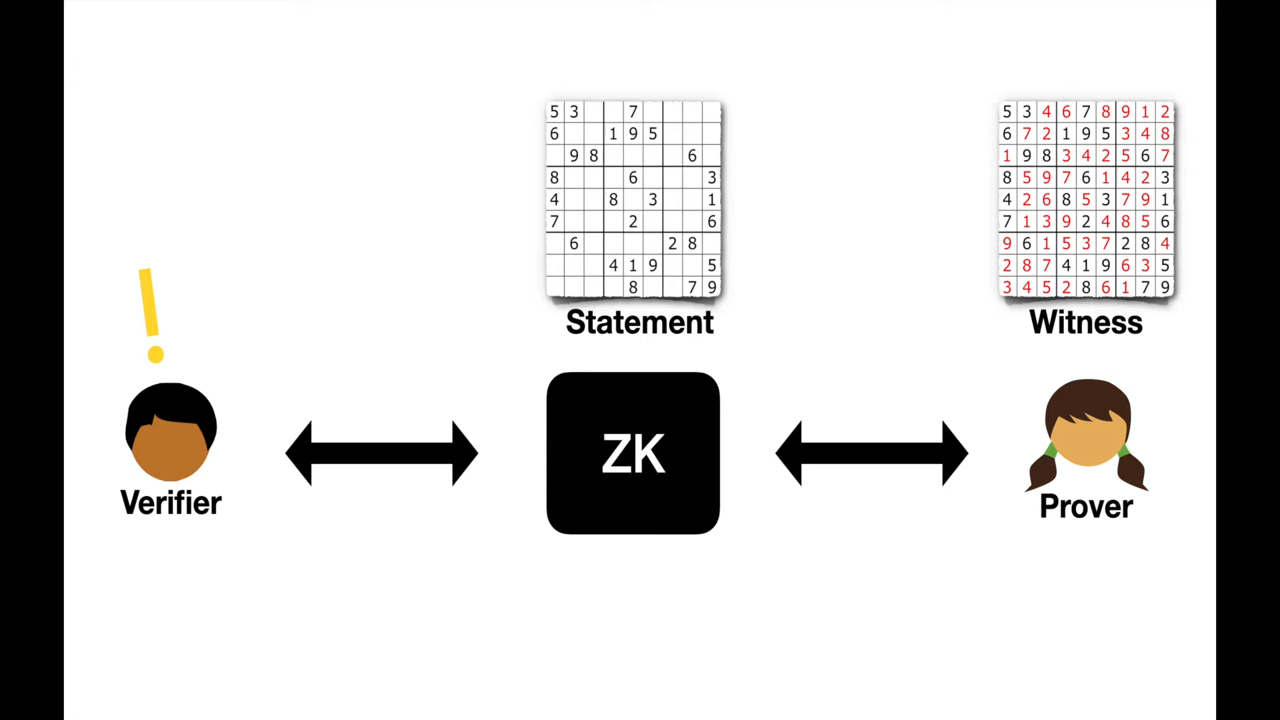 5 3 7
6 1 9 5
9 8 6
8 6 3
4 8 3 1
7 2 6
6 2 8
4 1 9 5
8 7 9
Statement
5 3 4 6 7 8 9 1 2
6 7 2 1 9 5 3 4 8
1 9 8 3 4 2 5 6 7
8 5 9 7 6 1 4 2 3
4 2 6 8 5 3 7 9 1
7 1 3 9 2 4 8 5 6
9 6 1 5 3 7 2 8 4
2 8 7 4 1 9 6 3 5
3 4 5 2 8 6 1 7 9
Witness
!
Verifier
ZK
Prover